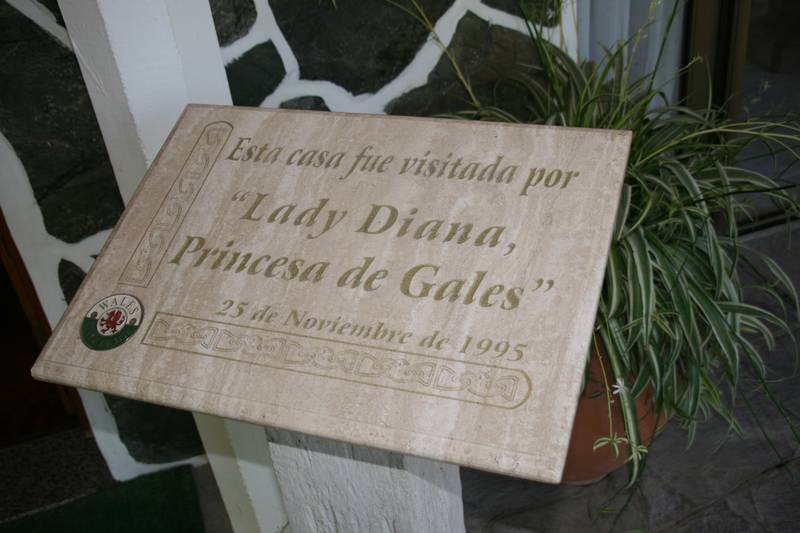 Esta casa fue visitada por
“Lady Diana,
Princesa de Gales”
25 de Noviembre de 1995
WALES